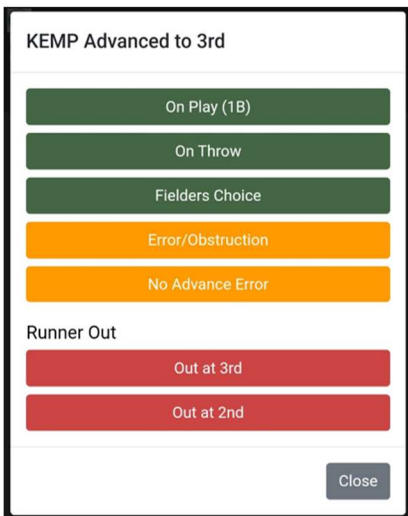 KEMP Advanced to 3rd
On Play (1B)
On Throw
Fielders Choice
Error/Obstruction
No Advance Error
Runner Out
Out at 3rd
Out at 2nd
Close